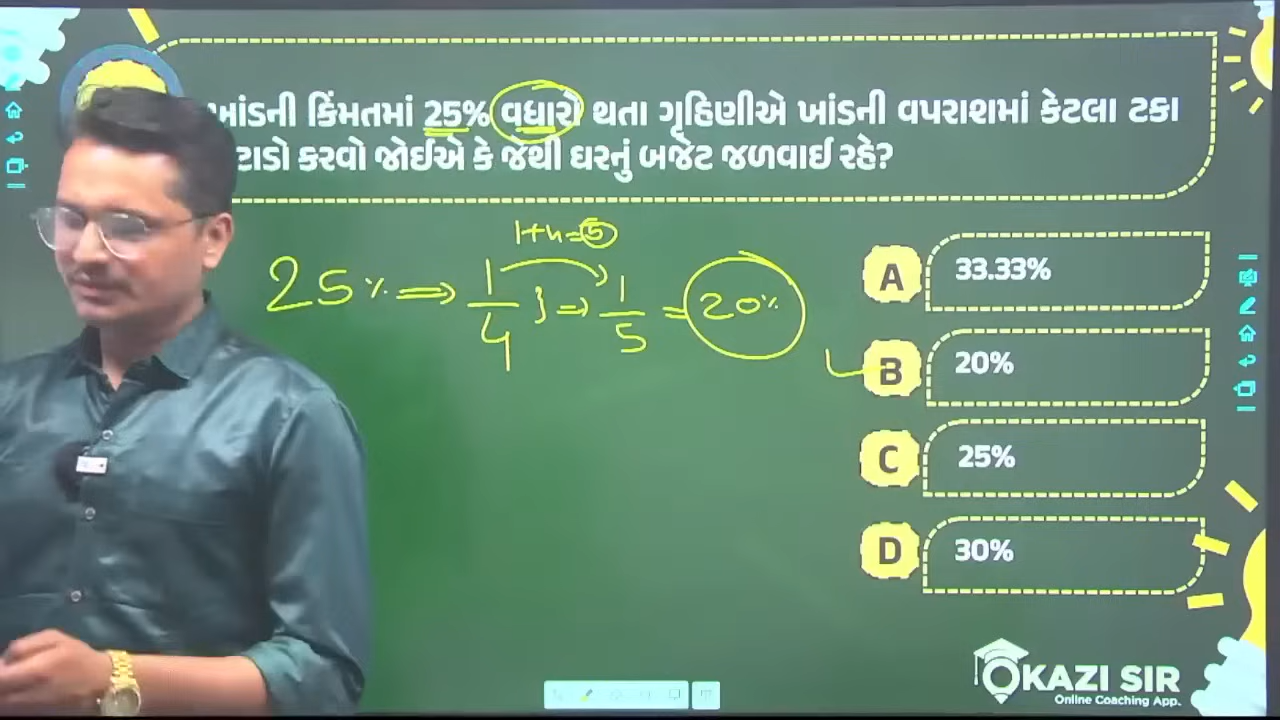 ખાંડની કિંમતમાં 25% વધારો થતા ગૃહિણીએ ખાંડની વપરાશમાં કેટલા ટકા
કરવો જોઈએ કે જેથી ઘરનું બજેટ જળવાઈ રહે?
1+4=5
25% ⇒ 1/4 } ⇒ 1/5 = 20%
A 33.33%
B 20%
C 25%
D 30%
KAZI SIR
Online Coaching App.